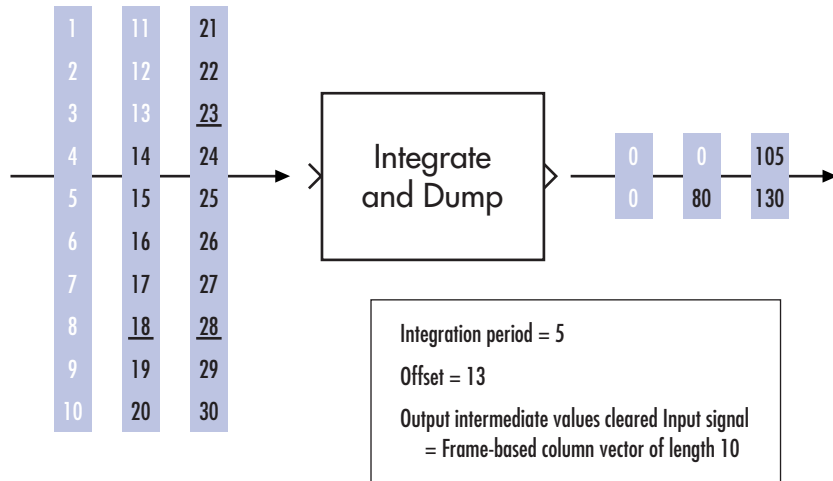 1 11 21
2 12 22
3 13 23
4 14 24
5 15 25
6 16 26
7 17 27
8 18 28
9 19 29
10 20 30
Integrate
and Dump
0 0 105
0 80 130
Integration period = 5
Offset = 13
Output intermediate values cleared Input signal
= Frame-based column vector of length 10